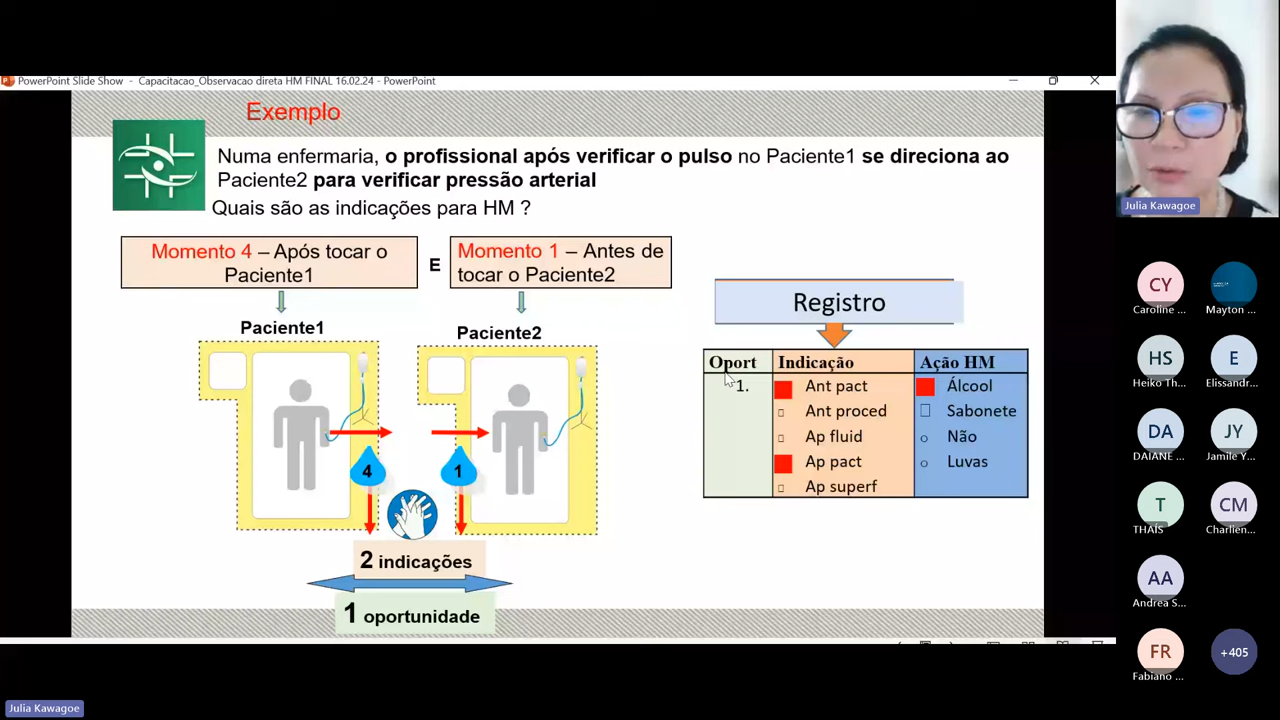 PowerPoint Slide Show - Capacitacao_Observacao direta HM FINAL 16.02.24 - PowerPoint
Exemplo
Numa enfermaria, o profissional após verificar o pulso no Paciente1 se direciona ao
Paciente2 para verificar pressão arterial
Quais são as indicações para HM ?
Momento 4 – Após tocar o
Paciente1
E
Momento 1 – Antes de
tocar o Paciente2
Paciente1
Paciente2
4
1
2 indicações
1 oportunidade
Registro
Oport Indicação Ação HM
1. Ant pact Álcool
Ant proced Sabonete
Ap fluid Não
Ap pact Luvas
Ap superf
Julia Kawagoe
CY
Caroline ...
Mayton ...
HS
Heiko Th...
E
Elissandr...
DA
DAIANE ...
JY
Jamile Y...
T
THAÍS
CM
Charlien...
AA
Andrea S...
FR
Fabiano ...
+405
Julia Kawagoe